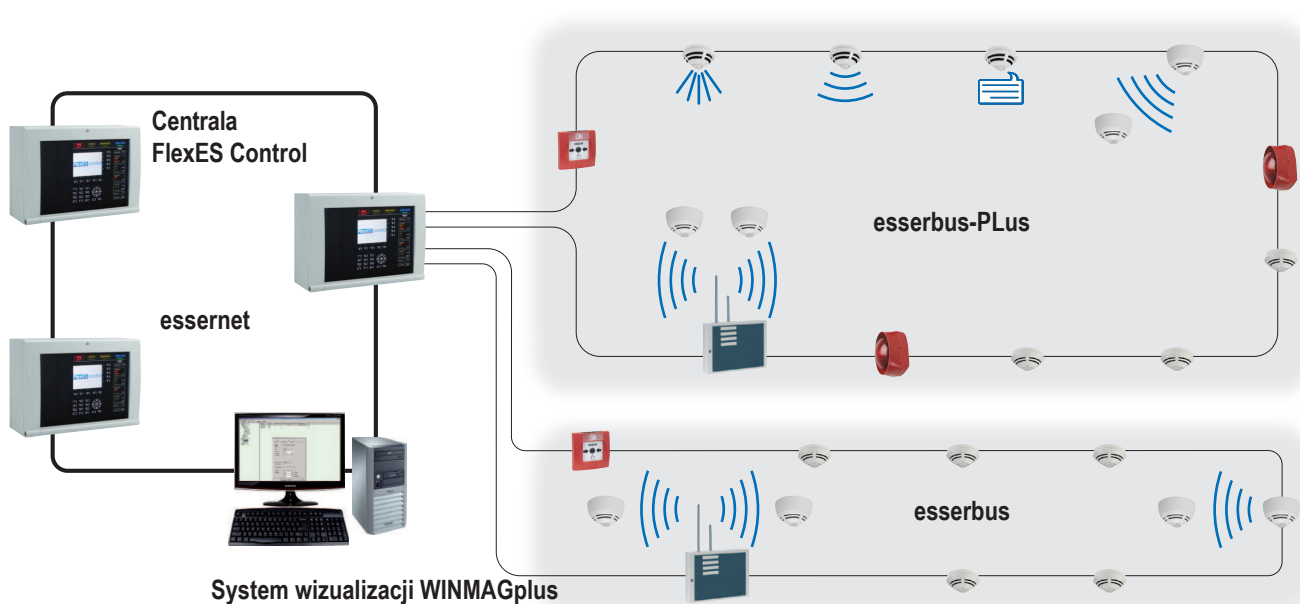 Centrala
FlexES Control
essernet
System wizualizacji WINMAGplus
esserbus-PLus
esserbus